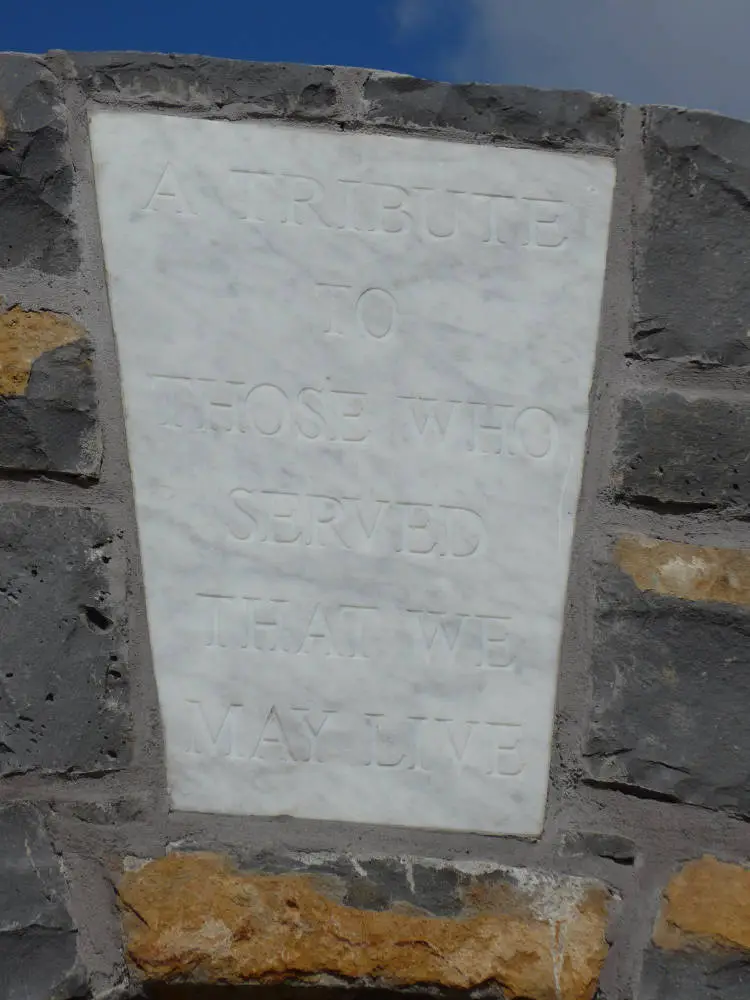 A TRIBUTE
TO
THOSE WHO
SERVED
THAT WE
MAY LIVE